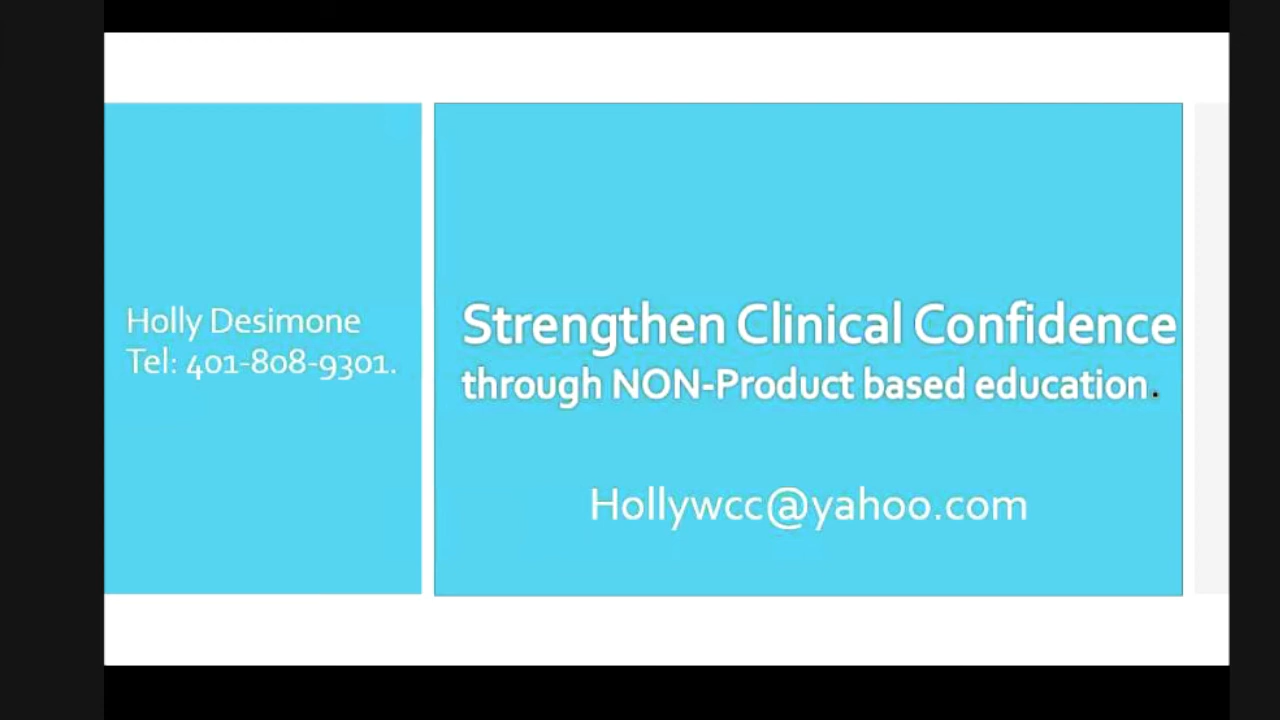 Holly Desimone
Tel: 401-808-9301.
Strengthen Clinical Confidence
through NON-Product based education.
Hollywcc@yahoo.com